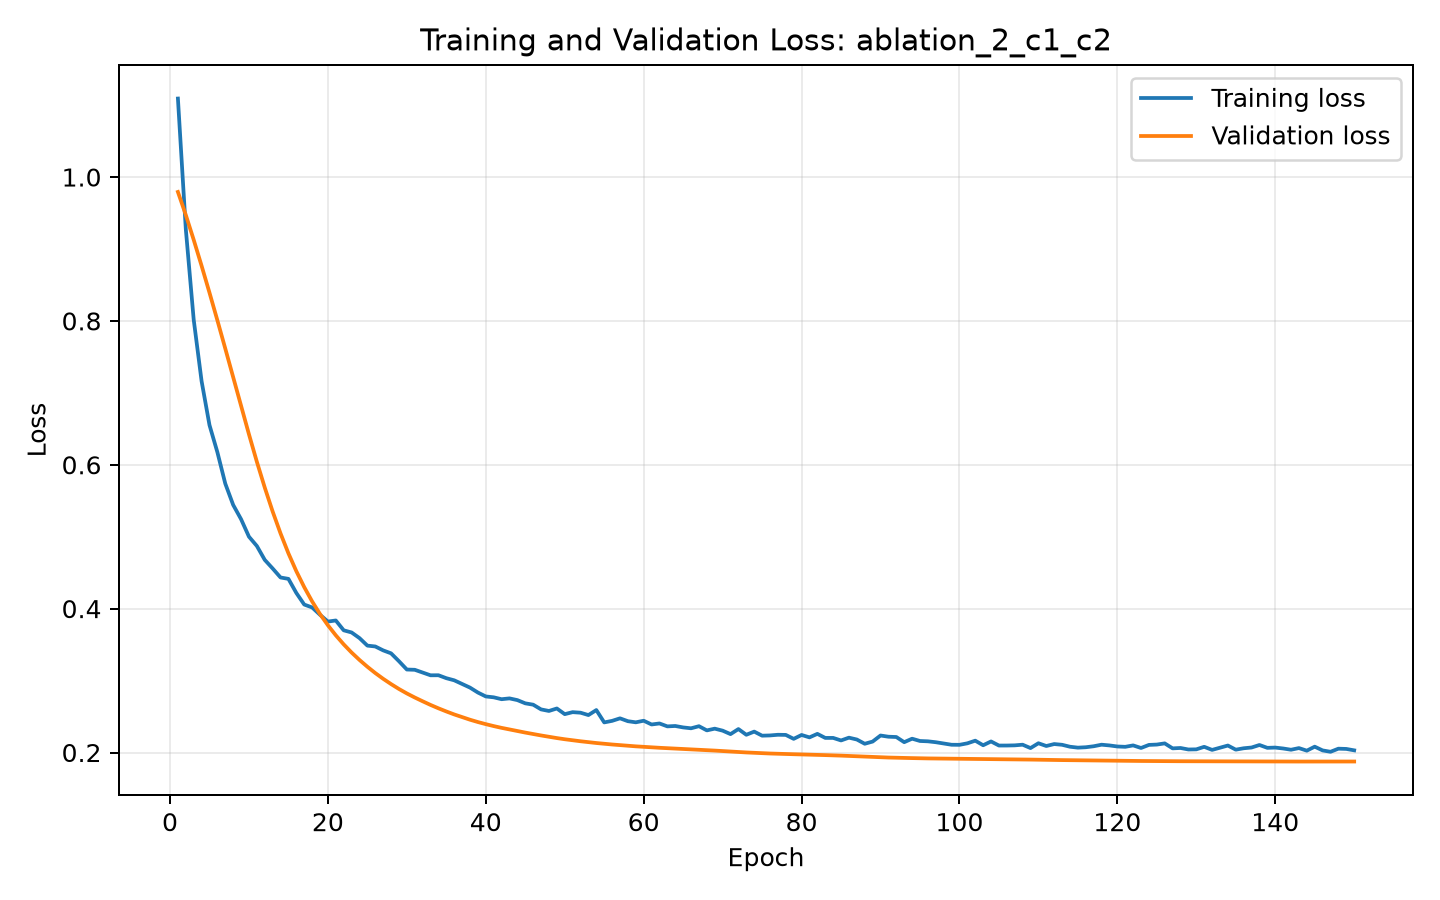 Training and Validation Loss: ablation_2_c1_c2
Training loss
Validation loss
Loss
1.0
0.8
0.6
0.4
0.2
0 20 40 60 80 100 120 140
Epoch